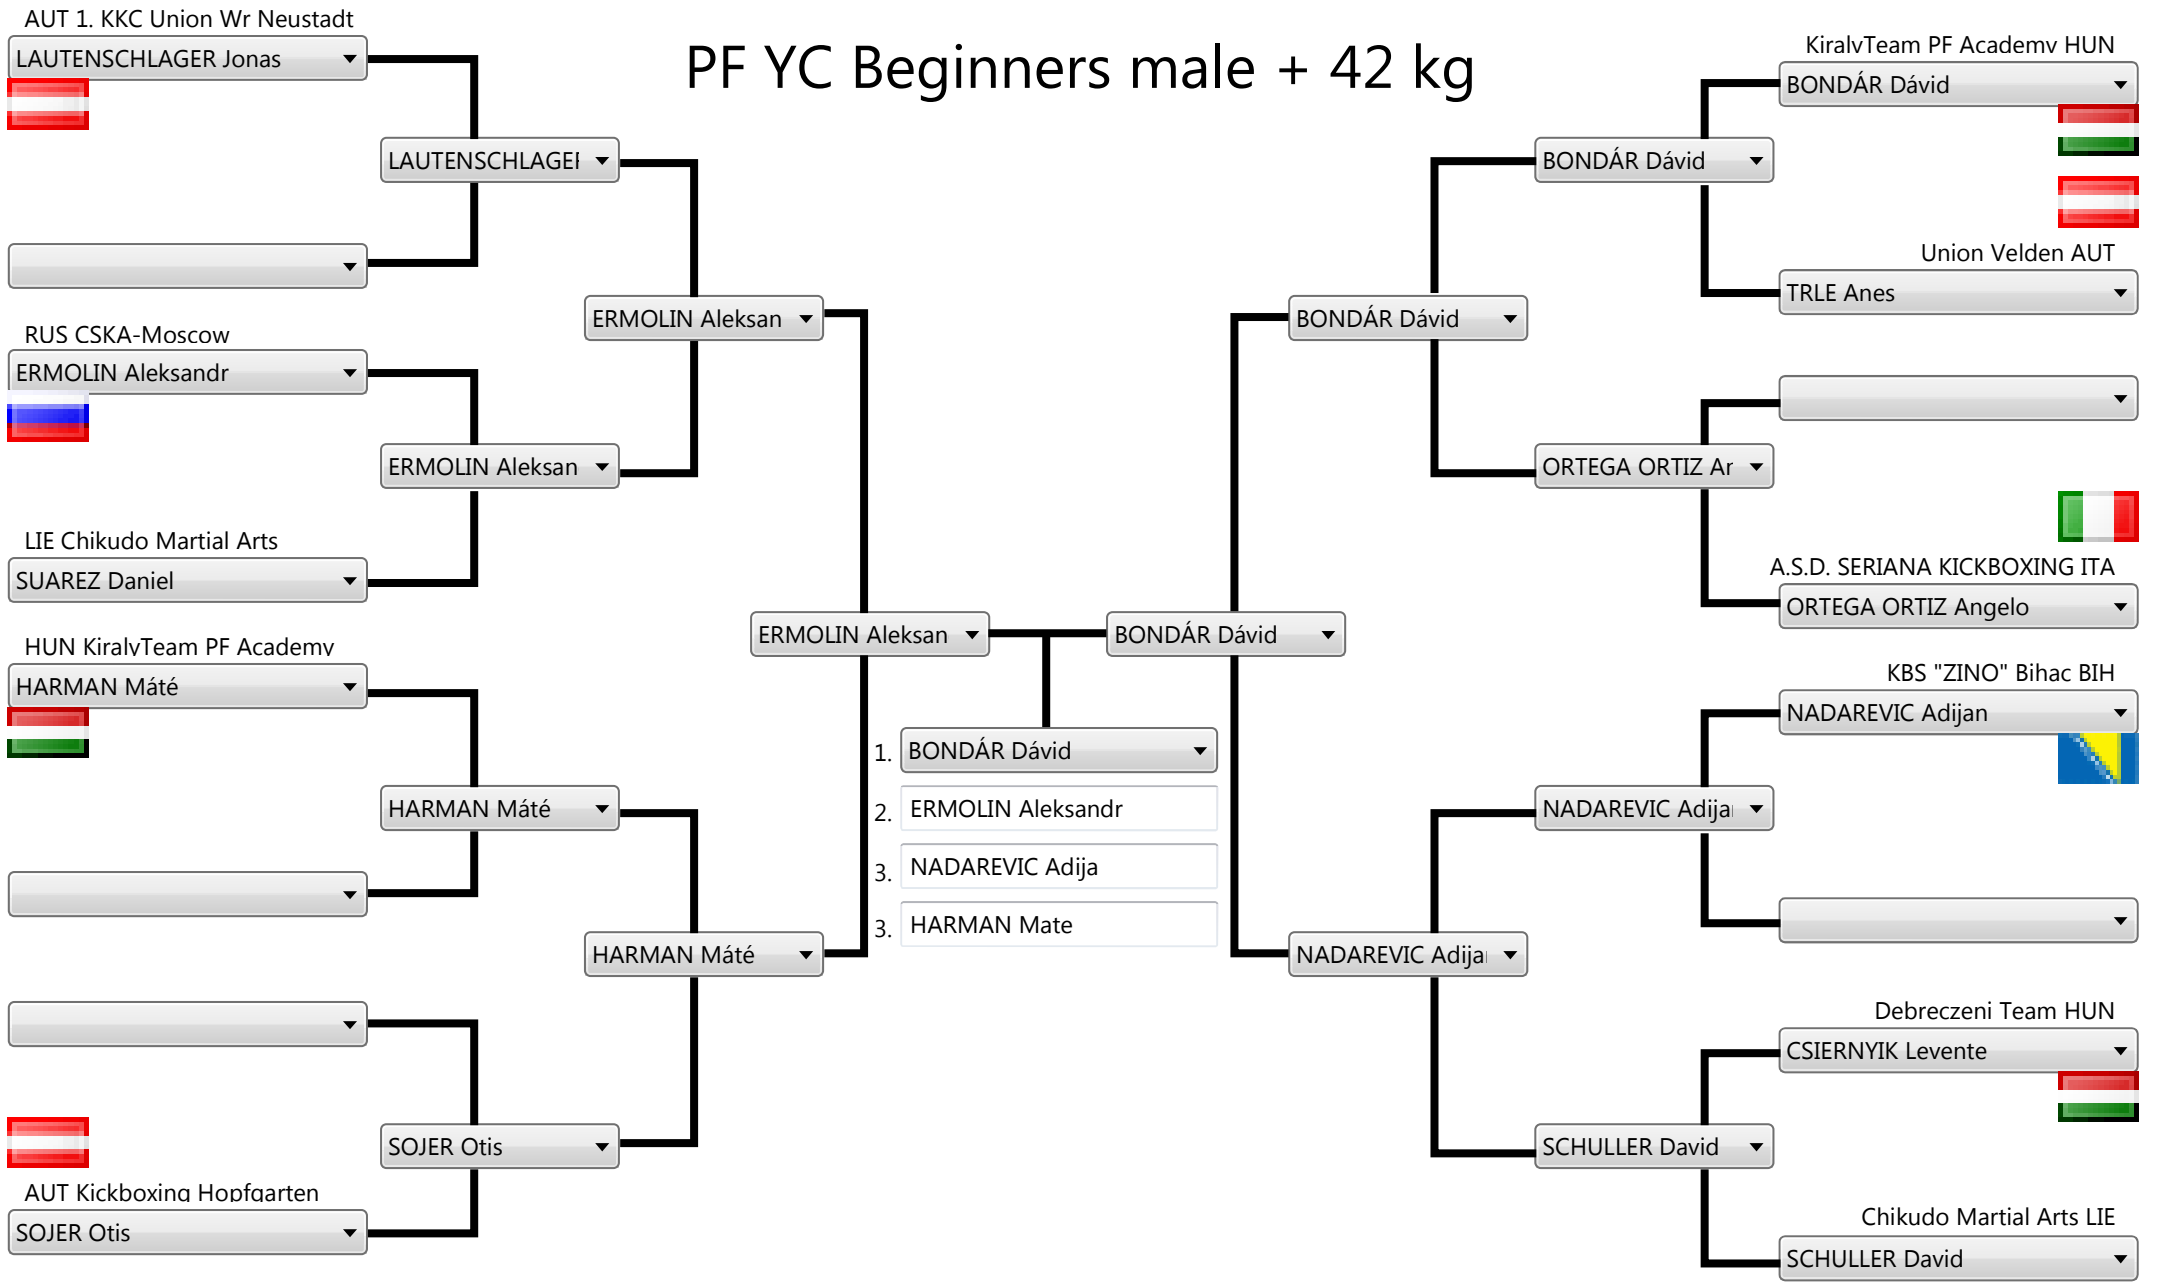 PF YC Beginners male + 42 kg
AUT 1. KKC Union Wr Neustadt
LAUTENSCHLAGER Jonas
RUS CSKA-Moscow
ERMOLIN Aleksandr
LIE Chikudo Martial Arts
SUAREZ Daniel
HUN KiralyTeam PF Academy
HARMAN Máté
AUT Kickboxing Hopfgarten
SOJER Otis
LAUTENSCHLAGER
ERMOLIN Aleksan
HARMAN Máté
SOJER Otis
ERMOLIN Aleksan
HARMAN Máté
ERMOLIN Aleksan
BONDÁR Dávid
1. BONDÁR Dávid
2. ERMOLIN Aleksandr
3. NADAREVIC Adija
3. HARMAN Mate
BONDÁR Dávid
NADAREVIC Adijan
BONDÁR Dávid
ORTEGA ORTIZ Ar
NADAREVIC Adijan
SCHULLER David
KiralyTeam PF Academy HUN
BONDÁR Dávid
Union Velden AUT
TRLE Anes
A.S.D. SERIANA KICKBOXING ITA
ORTEGA ORTIZ Angelo
KBS "ZINO" Bihac BIH
NADAREVIC Adijan
Debreczeni Team HUN
CSIERNYIK Levente
Chikudo Martial Arts LIE
SCHULLER David